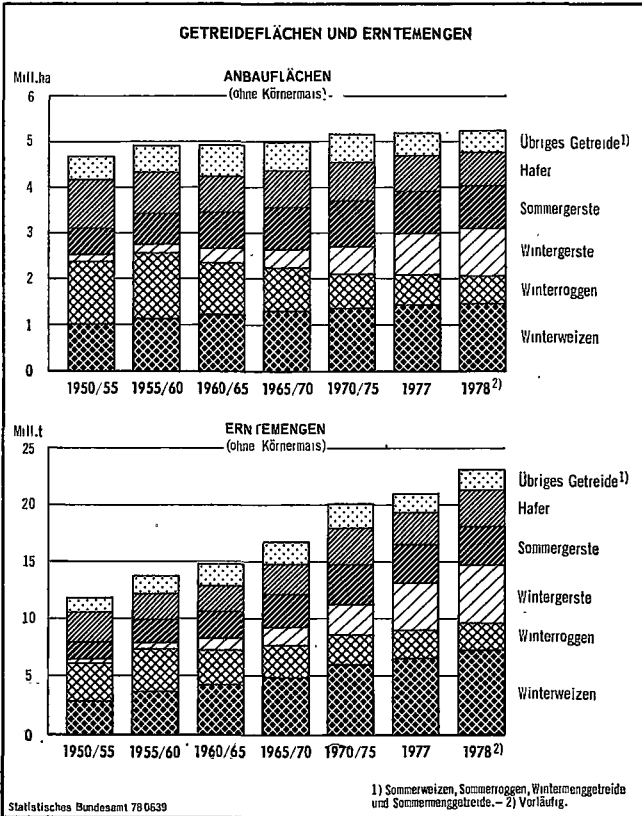 GETREIDEFLÄCHEN UND ERNTEMENGEN
Mill.ha
ANBAUFLÄCHEN
(ohne Körnermais)
6
5
4
3
2
1
0
Übriges Getreide1)
Hafer
Sommergerste
Wintergerste
Winterroggen
Winterweizen
1950/55 1955/60 1960/65 1965/70 1970/75 1977 1978 2)
Mill.t
ERNTEMENGEN
(ohne Körnermais)
25
20
15
10
5
0
Übriges Getreide1)
Hafer
Sommergerste
Wintergerste
Winterroggen
Winterweizen
1950/55 1955/60 1960/65 1965/70 1970/75 1977 1978 2)
1) Sommerweizen, Sommerroggen, Wintermenggetreide
und Sommermenggetreide.– 2) Vorläufig.
Statistisches Bundesamt 780639